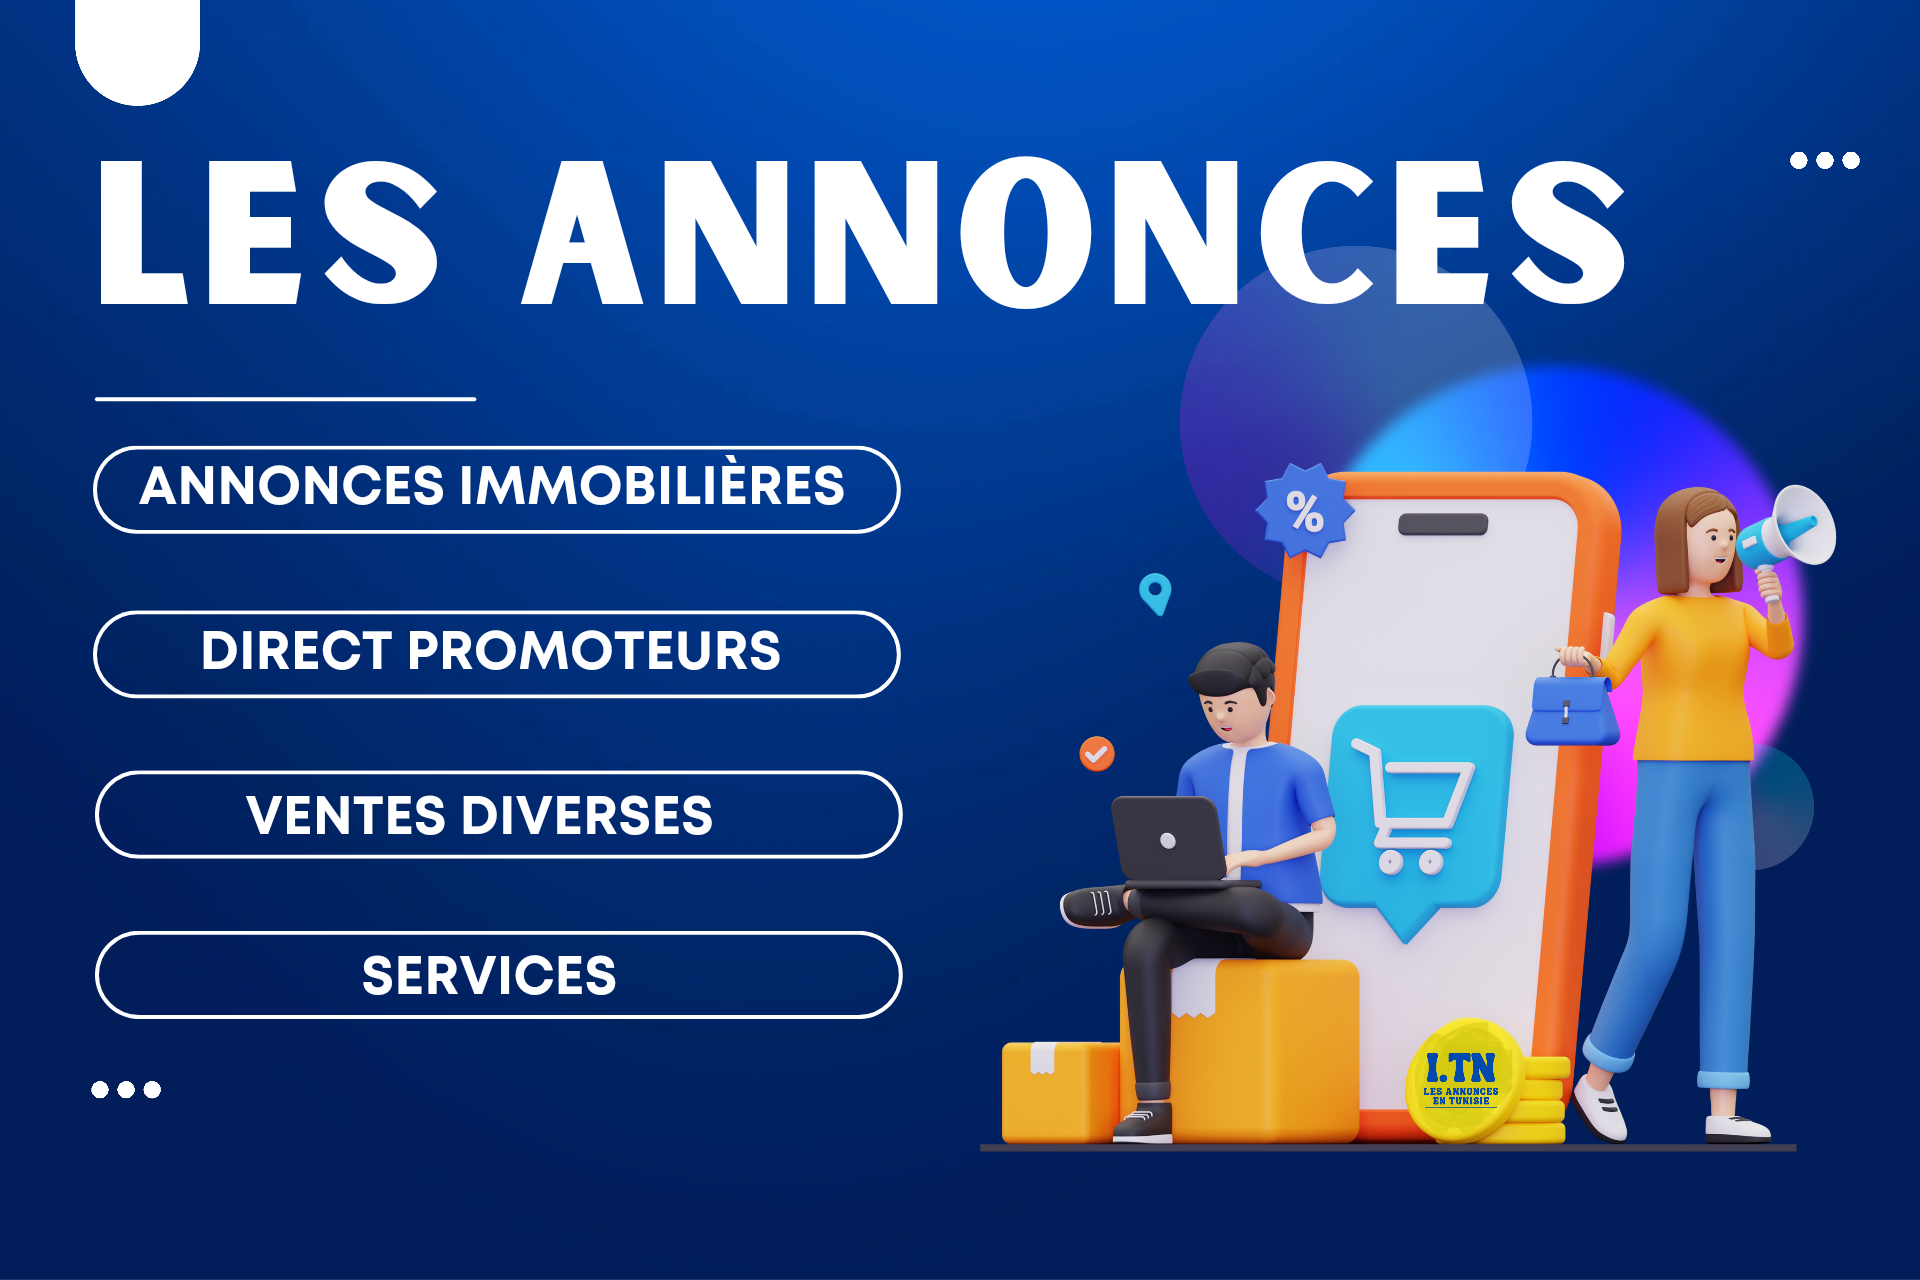 LES ANNONCES
ANNONCES IMMOBILIÈRES
DIRECT PROMOTEURS
VENTES DIVERSES
SERVICES
%
I.TN
LES ANNONCES
EN TUNISIE